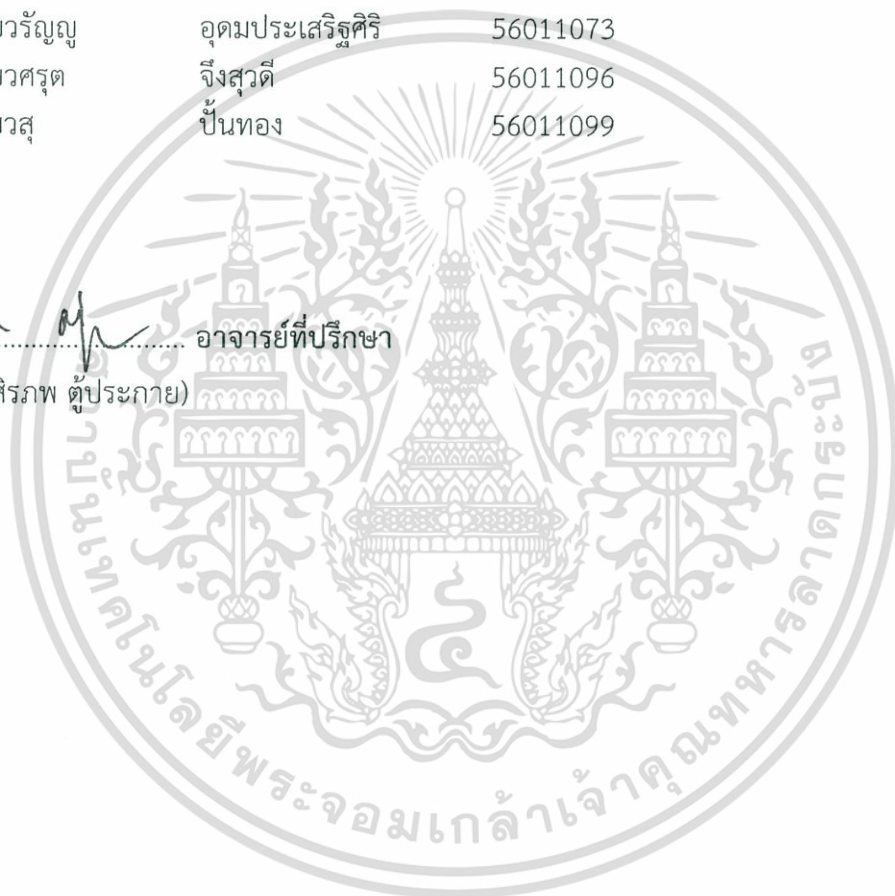 วรัญญู อุดมประเสริฐศิริ 56011073
วศรุต จึงสุวดี 56011096
วสุ ปั้นทอง 56011099
อาจารย์ที่ปรึกษา
สิรภพ ตู้ประกาย)
สถาบันเทคโนโลยีพระจอมเกล้าเจ้าคุณทหารลาดกระบัง